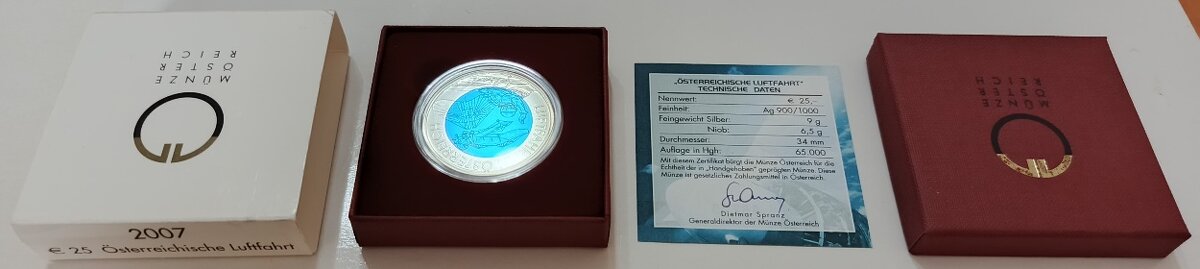 MÜNZE
ÖSTER
REICH
2007
€ 25 Österreichische Luftfahrt
„ÖSTERREICHISCHE LUFTFAHRT"
TECHNISCHE DATEN
Nennwert: € 25,–
Feinheit: Ag 900/1000
Feingewicht Silber: 9 g
Niob: 6,5 g
Durchmesser: 34 mm
Auflage in Hgh: 65.000
Mit diesem Zertifikat bürgt die Münze Österreich für die
Echtheit der in „Handgehoben" geprägten Münze. Diese
Münze ist gesetzliches Zahlungsmittel in Österreich.
Dietmar Spranz
Generaldirektor der Münze Österreich
MÜNZE
ÖSTER
REICH